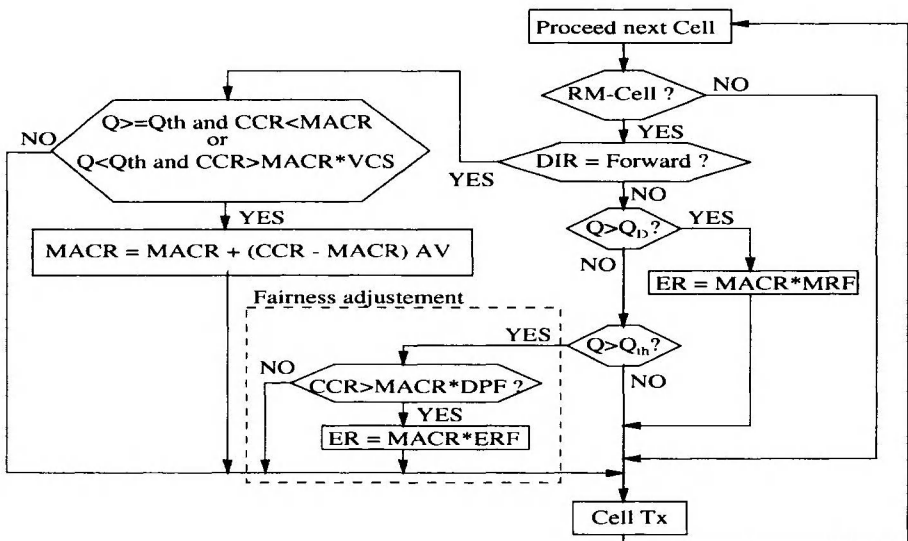 Proceed next Cell
RM-Cell ?
NO
YES
DIR = Forward ?
YES
NO
Q>=Qth and CCR<MACR
or
Q<Qth and CCR>MACR*VCS
NO
YES
MACR = MACR + (CCR - MACR) AV
Q>Q_D?
YES
NO
ER = MACR*MRF
Fairness adjustement
Q>Q_th?
YES
NO
CCR>MACR*DPF ?
NO
YES
ER = MACR*ERF
Cell Tx